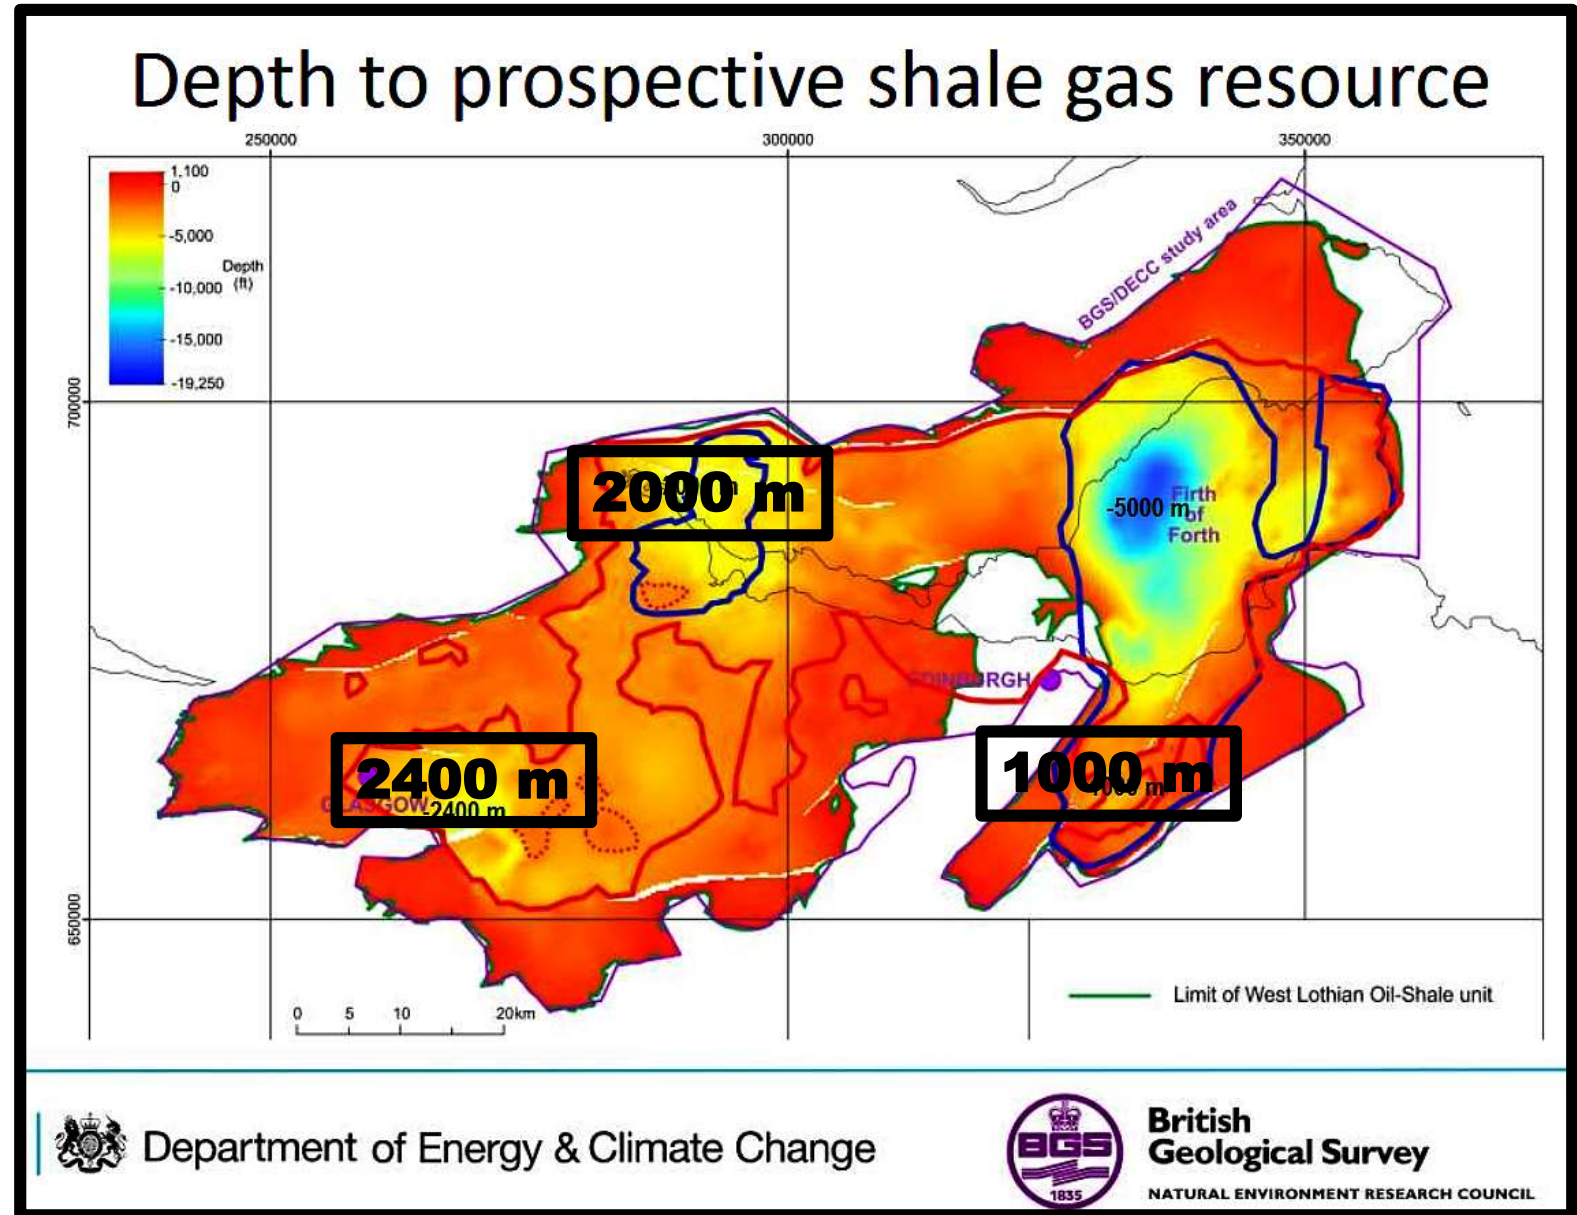 Depth to prospective shale gas resource
250000
300000
350000
1,100
0
-5,000
Depth
-10,000 (ft)
-15,000
-19,250
BGS/DECC study area
700000
2000 m
-5000 m
Firth
of
Forth
EDINBURGH
2400 m
1000 m
GLASGOW
-2400 m
650000
0 5 10 20km
Limit of West Lothian Oil-Shale unit
Department of Energy & Climate Change
BGS
1835
British
Geological Survey
NATURAL ENVIRONMENT RESEARCH COUNCIL